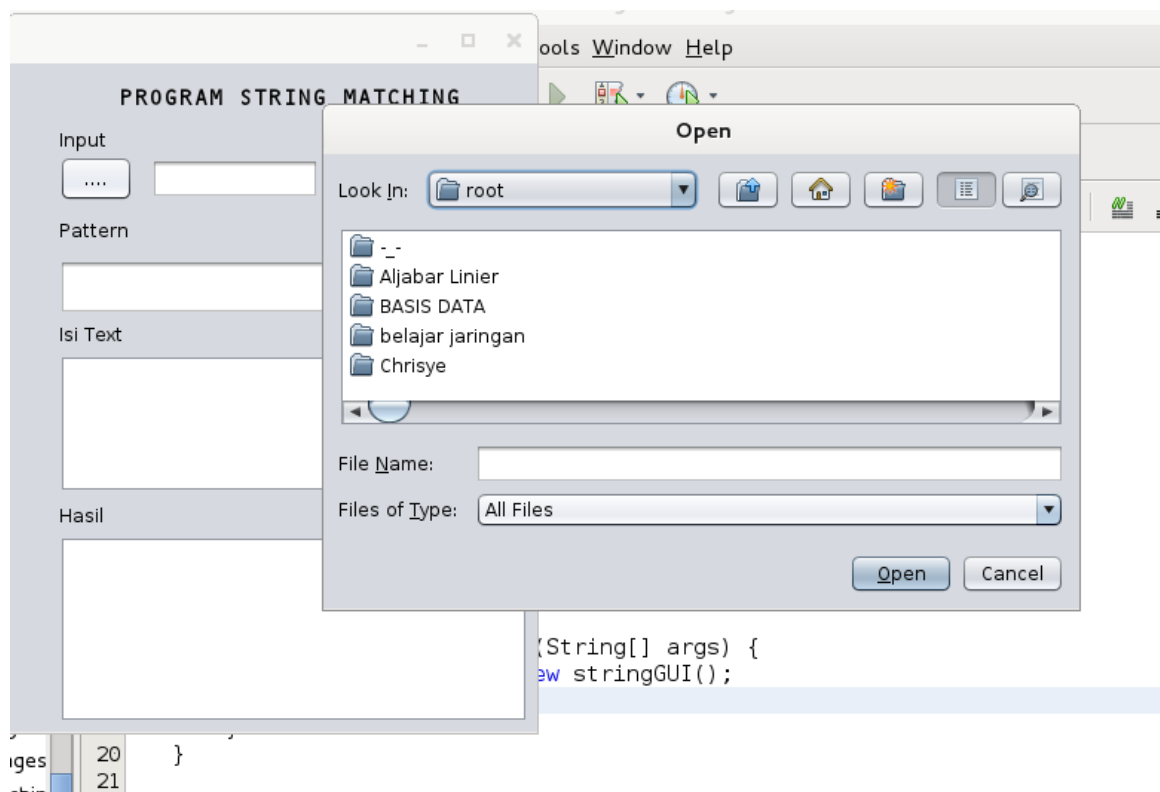 ools Window Help
PROGRAM STRING MATCHING
Input
....
Pattern
Isi Text
Hasil
Open
Look In:
root
-_-
Aljabar Linier
BASIS DATA
belajar jaringan
Chrisye
File Name:
Files of Type:
All Files
Open
Cancel
(String[] args) {
ew stringGUI();
ges
20 }
21